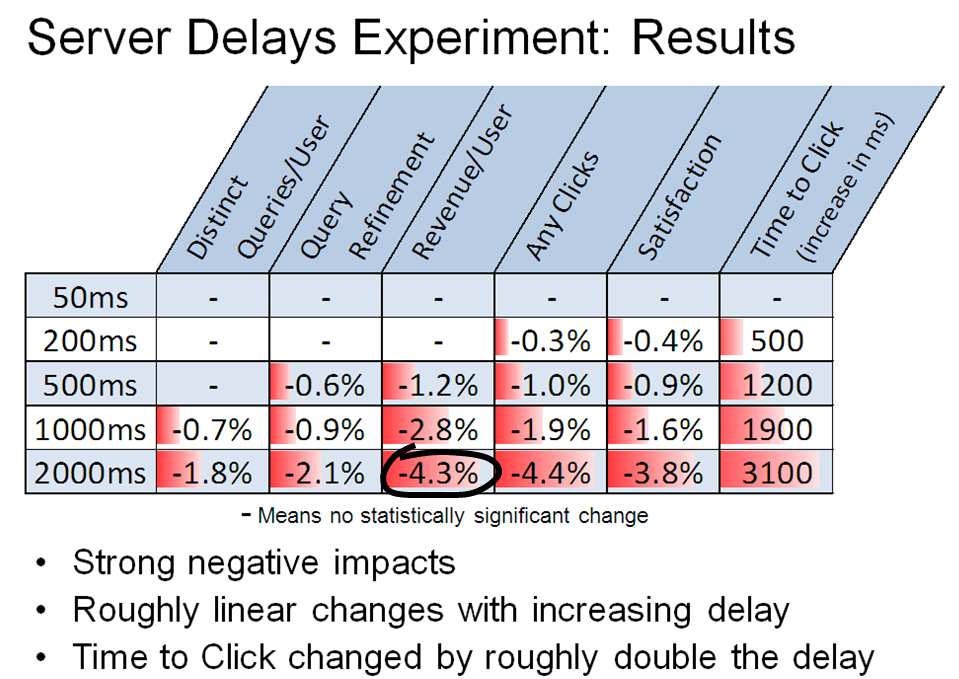 Server Delays Experiment: Results
Distinct
Queries/User
Query
Refinement
Revenue/User
Any Clicks
Satisfaction
Time to Click
(increase in ms)
50ms - - - - - -
200ms - - - -0.3% -0.4% 500
500ms - -0.6% -1.2% -1.0% -0.9% 1200
1000ms -0.7% -0.9% -2.8% -1.9% -1.6% 1900
2000ms -1.8% -2.1% -4.3% -4.4% -3.8% 3100
- Means no statistically significant change
• Strong negative impacts
• Roughly linear changes with increasing delay
• Time to Click changed by roughly double the delay